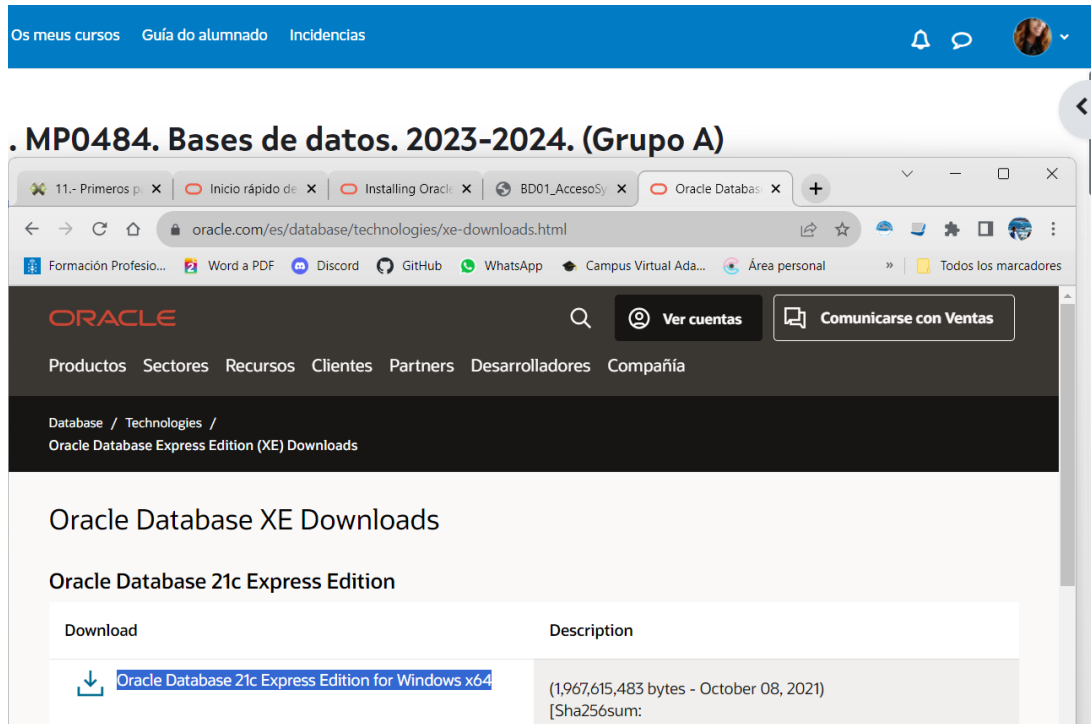 Os meus cursos Guía do alumnado Incidencias
. MP0484. Bases de datos. 2023-2024. (Grupo A)
11.- Primeros p Inicio rápido de Installing Oracle BD01_AccesoSy Oracle Databas
oracle.com/es/database/technologies/xe-downloads.html
Formación Profesio... Word a PDF Discord GitHub WhatsApp Campus Virtual Ada... Área personal » Todos los marcadores
ORACLE Ver cuentas Comunicarse con Ventas
Productos Sectores Recursos Clientes Partners Desarrolladores Compañía
Database / Technologies /
Oracle Database Express Edition (XE) Downloads
Oracle Database XE Downloads
Oracle Database 21c Express Edition
Download Description
Oracle Database 21c Express Edition for Windows x64
(1,967,615,483 bytes - October 08, 2021)
[Sha256sum: